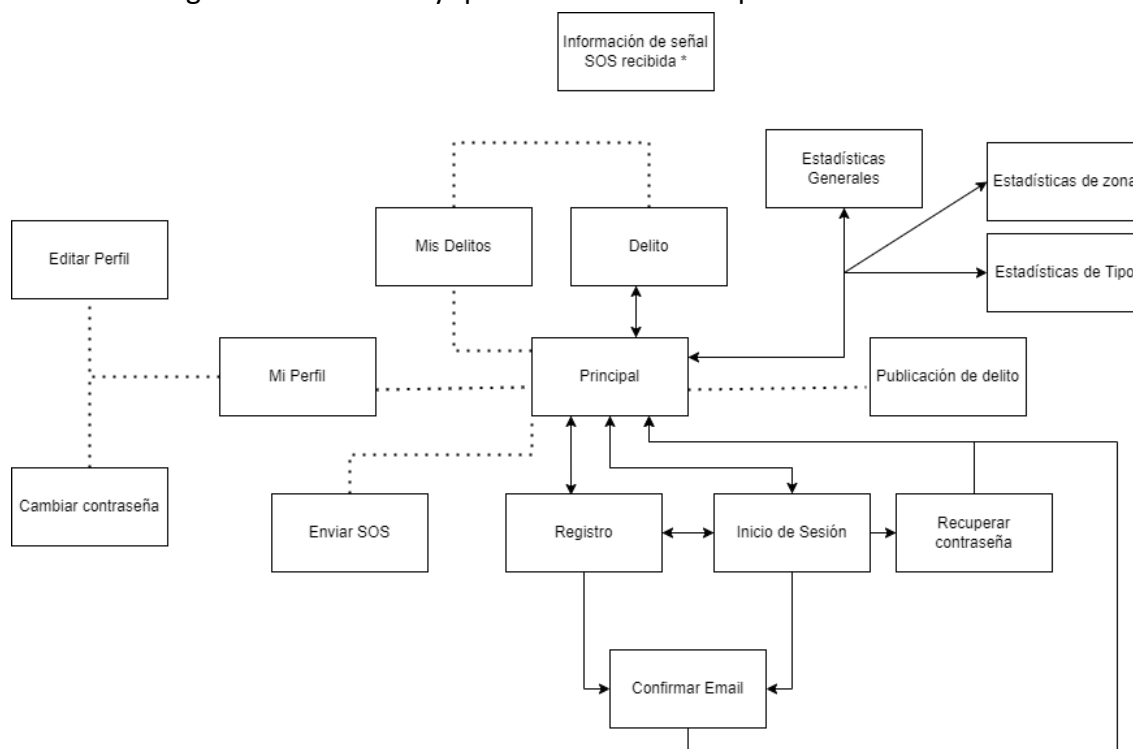 Información de señal
SOS recibida *
Estadísticas
Generales
Estadísticas de zona
Mis Delitos
Delito
Editar Perfil
Estadísticas de Tipo
Mi Perfil
Principal
Publicación de delito
Cambiar contraseña
Enviar SOS
Registro
Inicio de Sesión
Recuperar
contraseña
Confirmar Email